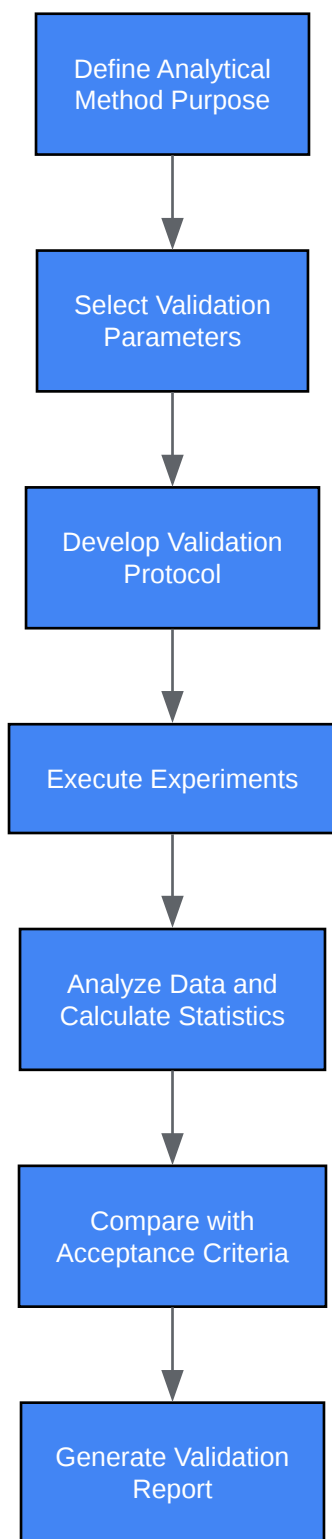 Define Analytical
Method Purpose
Select Validation
Parameters
Develop Validation
Protocol
Execute Experiments
Analyze Data and
Calculate Statistics
Compare with
Acceptance Criteria
Generate Validation
Report